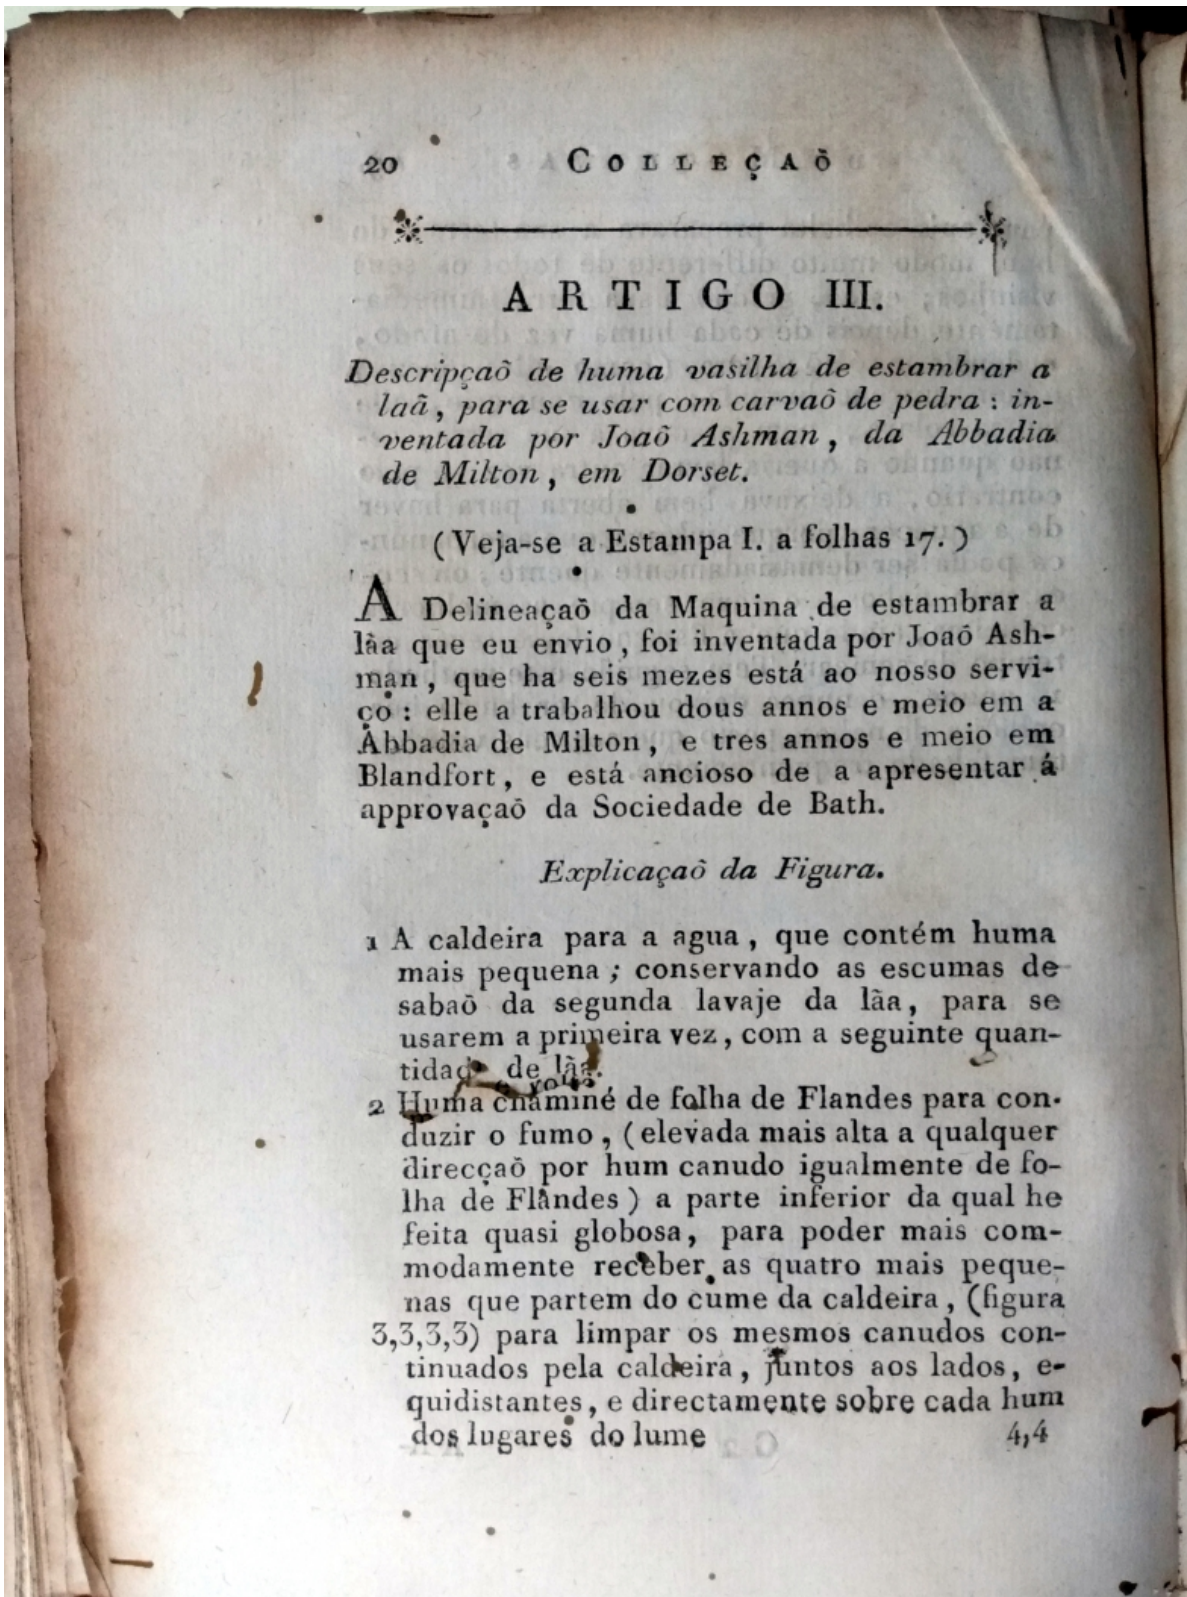 20 COLLEÇAÕ
ARTIGO III.
Descripçaõ de huma vasilha de estambrar a
laã, para se usar com carvaõ de pedra: in-
ventada por Joaõ Ashman, da Abbadia
de Milton, em Dorset.
(Veja-se a Estampa I. a folhas 17.)
A Delineaçaõ da Maquina de estambrar a
lãa que eu envio, foi inventada por Joaõ Ash-
man, que ha seis mezes está ao nosso servi-
ço: elle a trabalhou dous annos e meio em a
Abbadia de Milton, e tres annos e meio em
Blandfort, e está ancioso de a apresentar á
approvaçaõ da Sociedade de Bath.
Explicaçaõ da Figura.
1 A caldeira para a agua, que contém huma
mais pequena; conservando as escumas de
sabaõ da segunda lavaje da lãa, para se
usarem a primeira vez, com a seguinte quan-
tidade de lãa.
2 Huma chaminé de folha de Flandes para con-
duzir o fumo, (elevada mais alta a qualquer
direcçaõ por hum canudo igualmente de fo-
lha de Flandes) a parte inferior da qual he
feita quasi globosa, para poder mais com-
modamente receber as quatro mais peque-
nas que partem do cume da caldeira, (figura
3,3,3,3) para limpar os mesmos canudos con-
tinuados pela caldeira, juntos aos lados, e-
quidistantes, e directamente sobre cada hum
dos lugares do lume 4,4